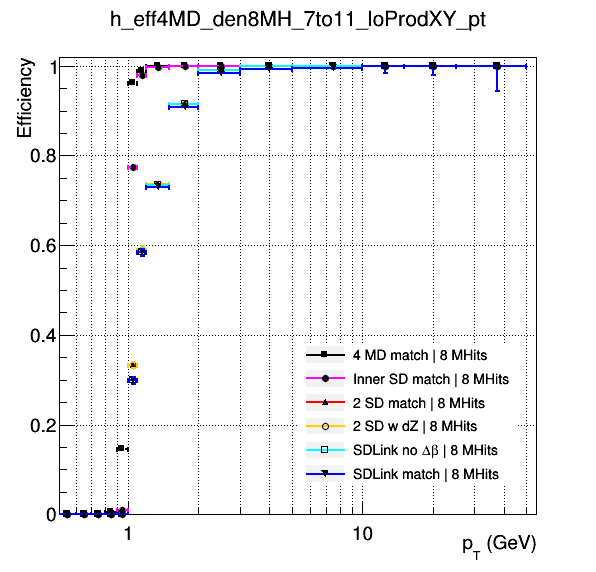 h_eff4MD_den8MH_7to11_loProdXY_pt
Efficiency
1
0.8
0.6
0.4
0.2
0
4 MD match | 8 MHits
Inner SD match | 8 MHits
2 SD match | 8 MHits
2 SD w dZ | 8 MHits
SDLink no Δβ | 8 MHits
SDLink match | 8 MHits
1
10
p_T (GeV)